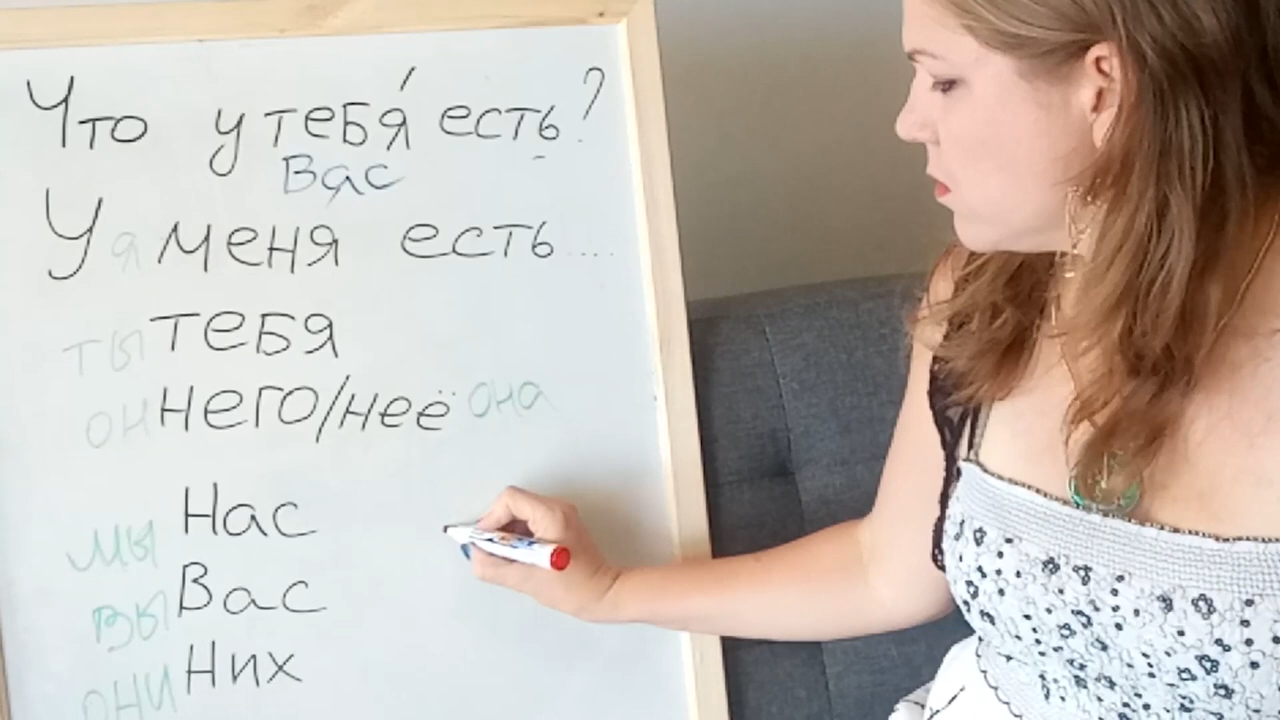 Что у тебя́ есть?
Вас
У я меня есть....
ты тебя
он него/неё она
мы Нас
вы Вас
они Них